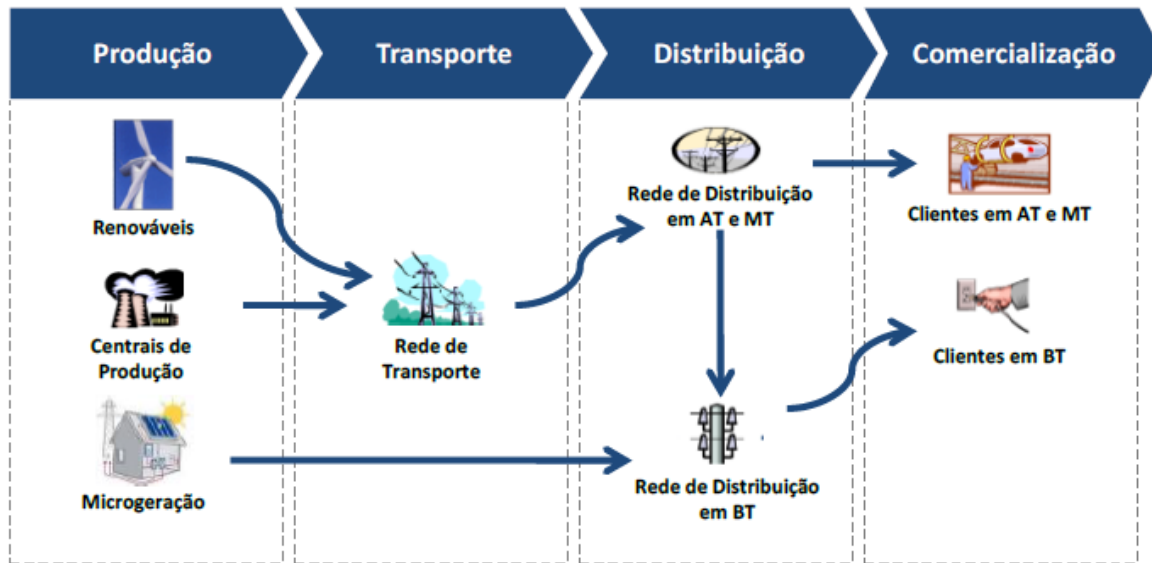 Produção
Transporte
Distribuição
Comercialização
Renováveis
Centrais de
Produção
Microgeração
Rede de
Transporte
Rede de Distribuição
em AT e MT
Rede de Distribuição
em BT
Clientes em AT e MT
Clientes em BT